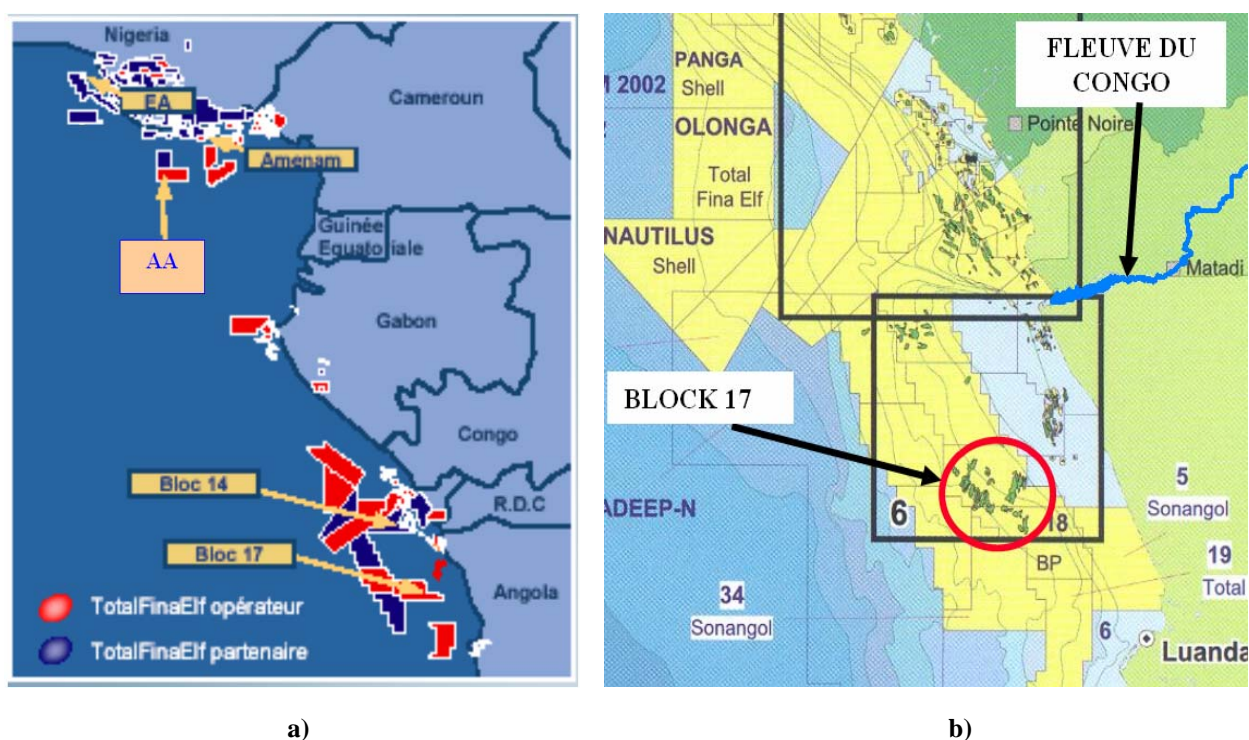 Nigeria
Cameroun
EA
Amenam
AA
Guinée
Equatoriale
Gabon
Congo
Bloc 14
R.D.C
Bloc 17
Angola
TotalFinaElf opérateur
TotalFinaElf partenaire
a)
PANGA
Shell
M 2002
OLONGA
Total
Fina Elf
NAUTILUS
Shell
FLEUVE DU
CONGO
Pointe Noire
Matadi
BLOCK 17
ADEEP-N
6
18
BP
5
Sonangol
19
Total
34
Sonangol
6
Luanda
b)